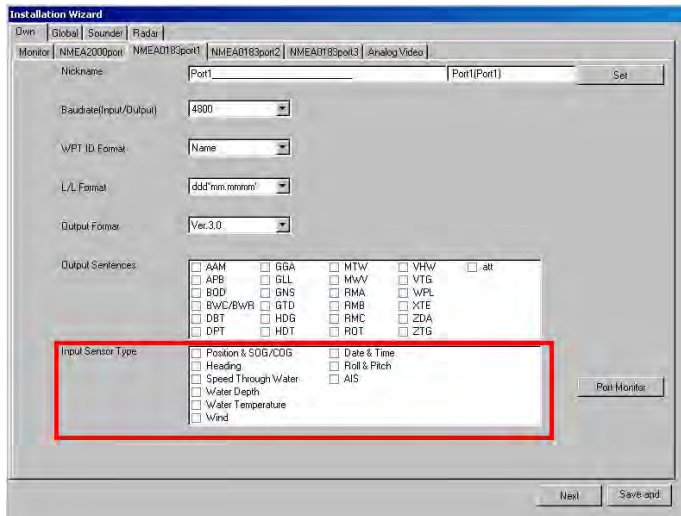 Installation Wizard
Own Global Sounder Radar
Monitor NMEA2000port NMEA0183port1 NMEA0183port2 NMEA0183port3 Analog Video
Nickname Port1 Port1(Port1) Set
Baudrate(Input/Output) 4800
WPT ID Format Name
L/L Format ddd°mm.mmmm'
Output Format Ver.3.0
Output Sentences AAM GGA MTW VHW att
APB GLL MWV VTG
BOD GNS RMA WPL
BWC/BWR GTD RMB XTE
DBT HDG RMC ZDA
DPT HDT ROT ZTG
Input Sensor Type Position & SOG/COG Date & Time
Heading Roll & Pitch
Speed Through Water AIS
Water Depth Port Monitor
Water Temperature
Wind
Next Save and